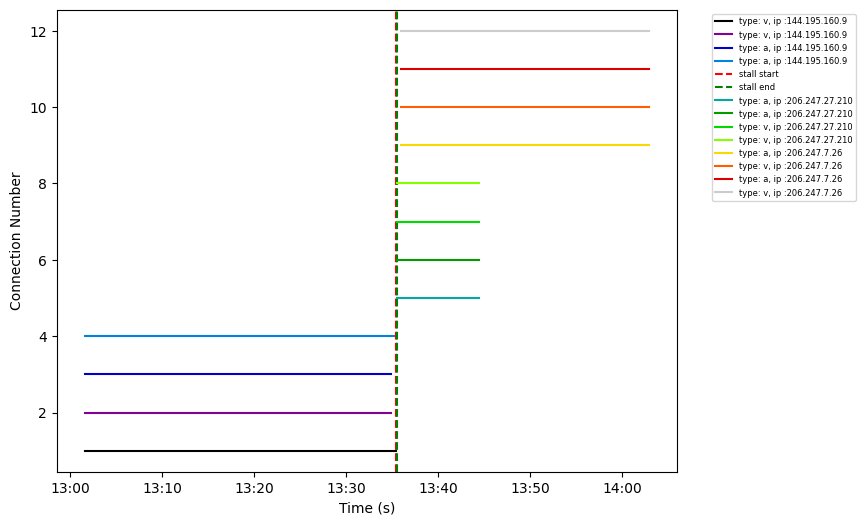 12
10
8
6
4
2
Connection Number
13:00 13:10 13:20 13:30 13:40 13:50 14:00
Time (s)
type: v, ip :144.195.160.9
type: v, ip :144.195.160.9
type: a, ip :144.195.160.9
type: a, ip :144.195.160.9
stall start
stall end
type: a, ip :206.247.27.210
type: a, ip :206.247.27.210
type: v, ip :206.247.27.210
type: v, ip :206.247.27.210
type: a, ip :206.247.7.26
type: v, ip :206.247.7.26
type: a, ip :206.247.7.26
type: v, ip :206.247.7.26